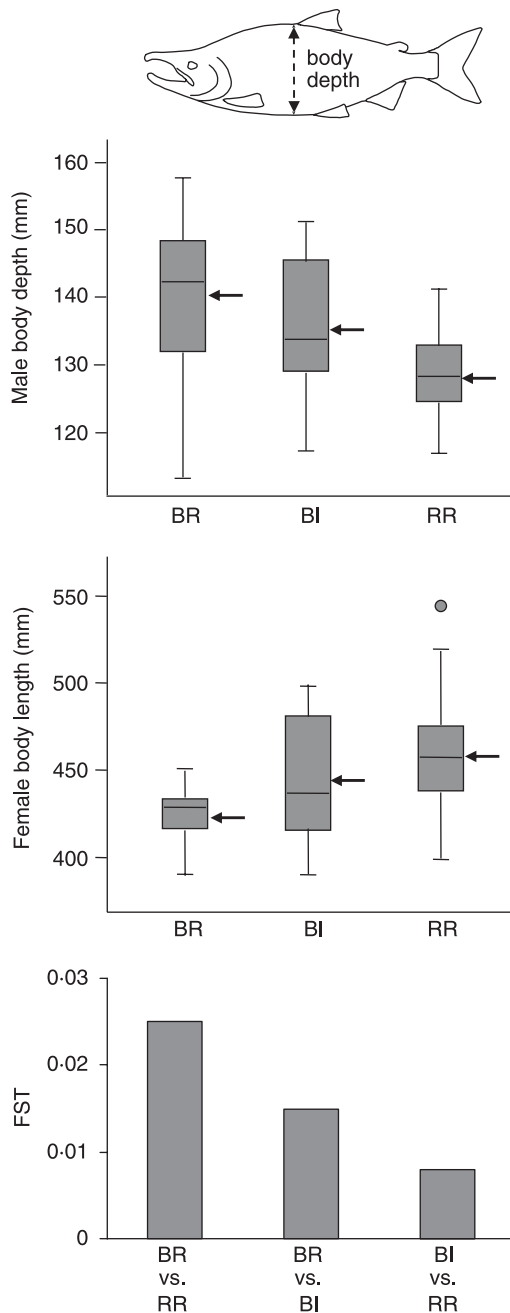 body
depth
Male body depth (mm)
160
150
140
130
120
BR BI RR
Female body length (mm)
550
500
450
400
BR BI RR
FST
0·03
0·02
0·01
0
BR BR BI
vs. vs. vs.
RR BI RR